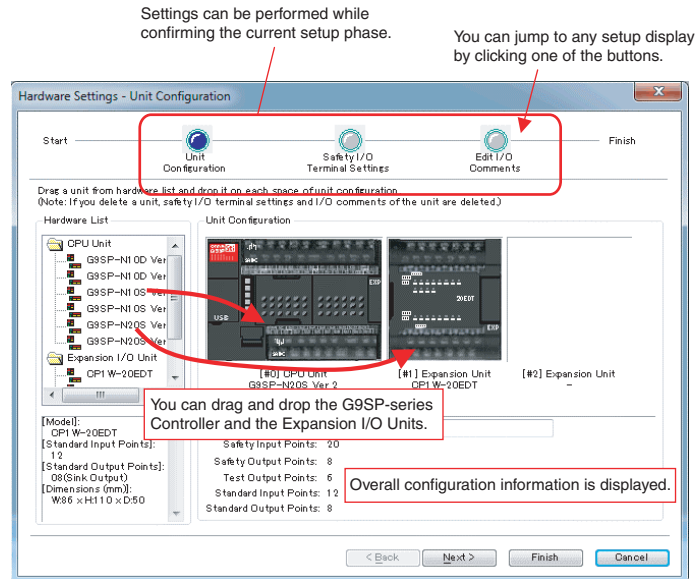 Settings can be performed while
confirming the current setup phase.
You can jump to any setup display
by clicking one of the buttons.
Hardware Settings - Unit Configuration
Start
Unit
Configuration
Safety I/O
Terminal Settings
Edit I/O
Comments
Finish
Drag a unit from hardware list and drop it on each space of unit configuration.
(Note: If you delete a unit, safety I/O terminal settings and I/O comments of the unit are deleted.)
Hardware List
CPU Unit
G9SP-N10D Ver
G9SP-N10D Ver
G9SP-N10S Ver
G9SP-N10S Ver
G9SP-N20S Ver
G9SP-N20S Ver
Expansion I/O Unit
CP1W-20EDT
[Model]:
CP1W-20EDT
[Standard Input Points]:
12
[Standard Output Points]:
08(Sink Output)
[Dimensions (mm)]:
W:86 × H:110 × D:50
Unit Configuration
USB
EXP
20EDT
EXP
[#0] CPU Unit
G9SP-N20S Ver.2
[#1] Expansion Unit
CP1W-20EDT
[#2] Expansion Unit
-
You can drag and drop the G9SP-series
Controller and the Expansion I/O Units.
Safety Input Points: 20
Safety Output Points: 8
Test Output Points: 6
Standard Input Points: 12
Standard Output Points: 8
Overall configuration information is displayed.
< Back
Next >
Finish
Cancel